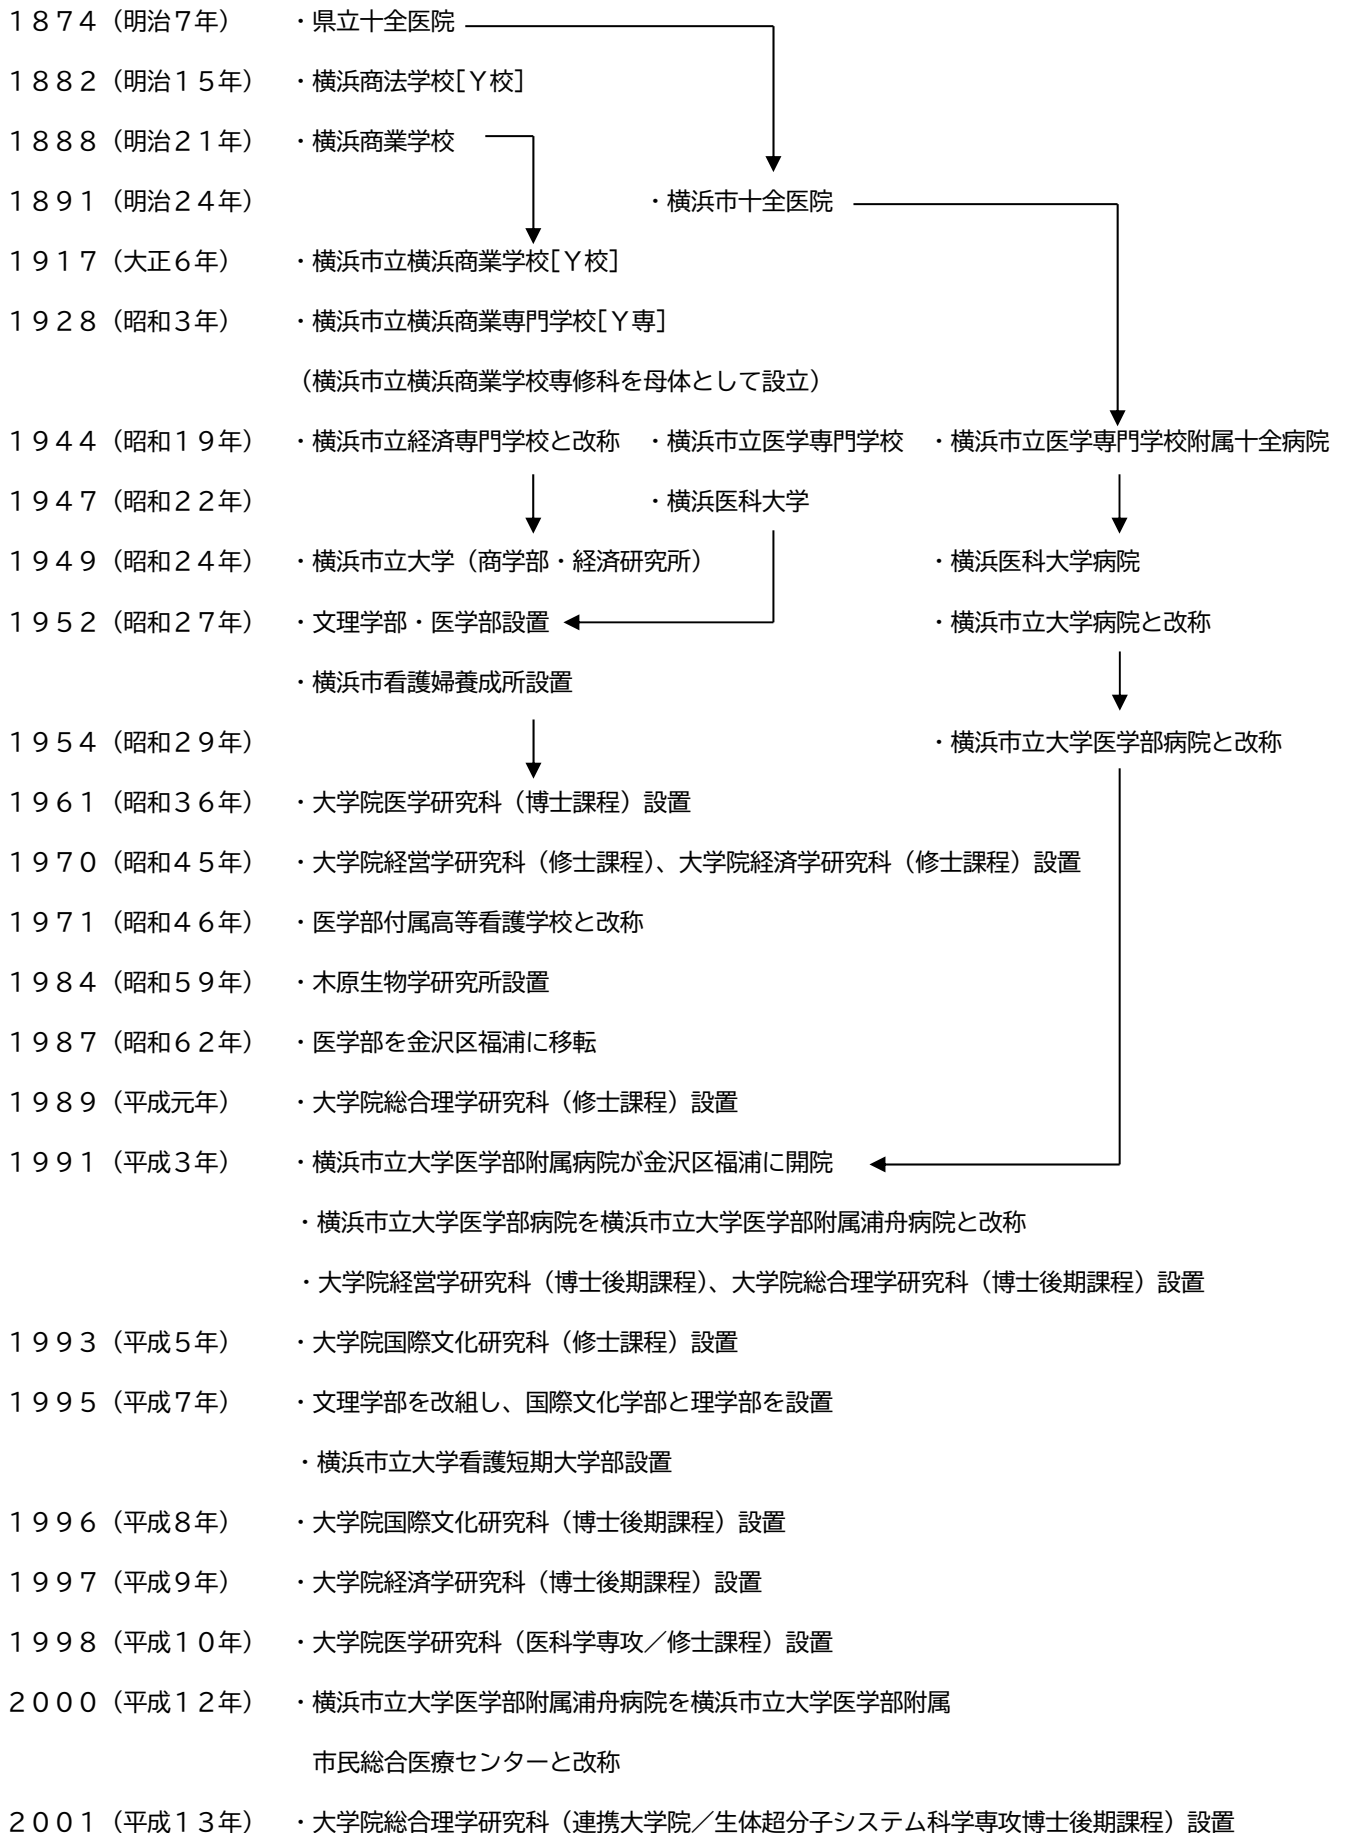 １８７４（明治７年）　・県立十全医院
１８８２（明治１５年）　・横浜商法学校[Ｙ校]
１８８８（明治２１年）　・横浜商業学校
１８９１（明治２４年）　・横浜市十全医院
１９１７（大正６年）　・横浜市立横浜商業学校[Ｙ校]
１９２８（昭和３年）　・横浜市立横浜商業専門学校[Ｙ専]
（横浜市立横浜商業学校専修科を母体として設立）
１９４４（昭和１９年）　・横浜市立経済専門学校と改称　・横浜市立医学専門学校　・横浜市立医学専門学校附属十全病院
１９４７（昭和２２年）　・横浜医科大学
１９４９（昭和２４年）　・横浜市立大学（商学部・経済研究所）　・横浜医科大学病院
１９５２（昭和２７年）　・文理学部・医学部設置　・横浜市立大学病院と改称
・横浜市看護婦養成所設置
１９５４（昭和２９年）　・横浜市立大学医学部病院と改称
１９６１（昭和３６年）　・大学院医学研究科（博士課程）設置
１９７０（昭和４５年）　・大学院経営学研究科（修士課程）、大学院経済学研究科（修士課程）設置
１９７１（昭和４６年）　・医学部付属高等看護学校と改称
１９８４（昭和５９年）　・木原生物学研究所設置
１９８７（昭和６２年）　・医学部を金沢区福浦に移転
１９８９（平成元年）　・大学院総合理学研究科（修士課程）設置
１９９１（平成３年）　・横浜市立大学医学部附属病院が金沢区福浦に開院
・横浜市立大学医学部病院を横浜市立大学医学部附属浦舟病院と改称
・大学院経営学研究科（博士後期課程）、大学院総合理学研究科（博士後期課程）設置
１９９３（平成５年）　・大学院国際文化研究科（修士課程）設置
１９９５（平成７年）　・文理学部を改組し、国際文化学部と理学部を設置
・横浜市立大学看護短期大学部設置
１９９６（平成８年）　・大学院国際文化研究科（博士後期課程）設置
１９９７（平成９年）　・大学院経済学研究科（博士後期課程）設置
１９９８（平成１０年）　・大学院医学研究科（医科学専攻／修士課程）設置
２０００（平成１２年）　・横浜市立大学医学部附属浦舟病院を横浜市立大学医学部附属
市民総合医療センターと改称
２００１（平成１３年）　・大学院総合理学研究科（連携大学院／生体超分子システム科学専攻博士後期課程）設置